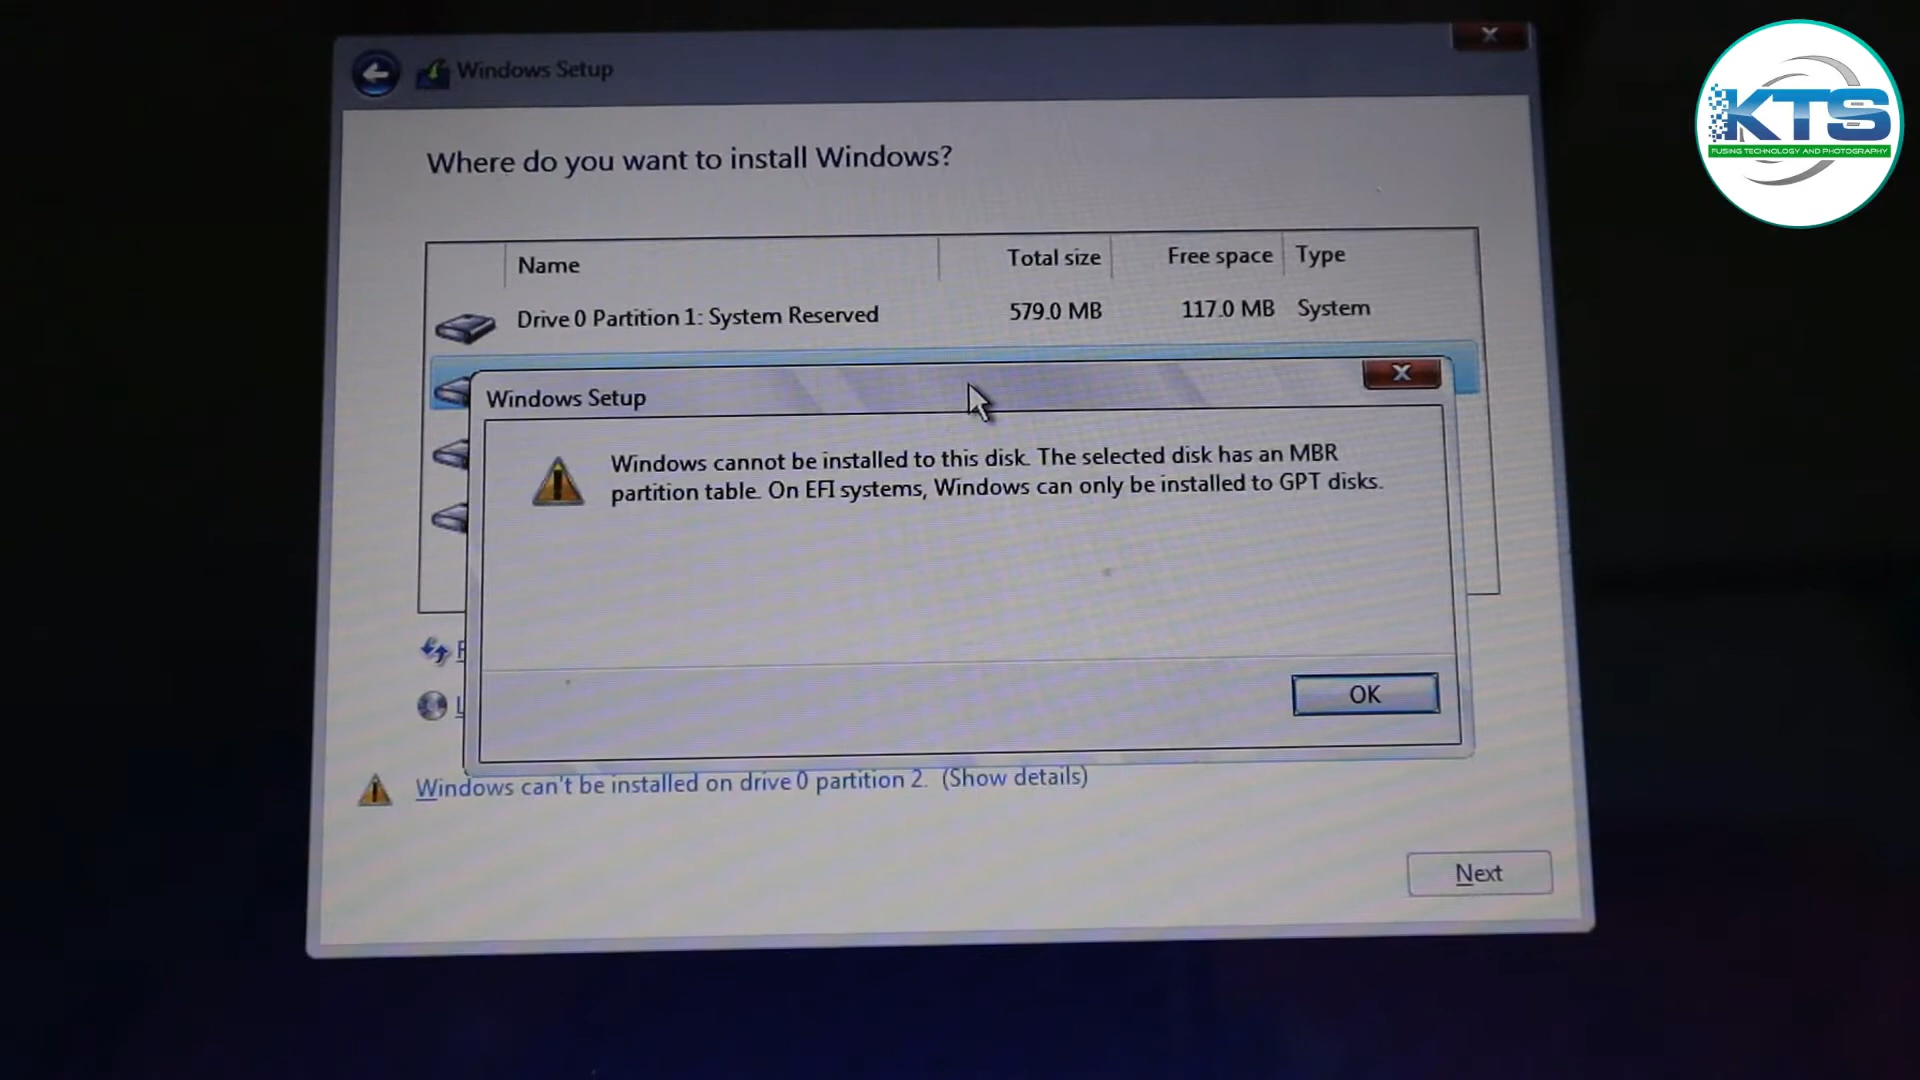 KTS
FUSING TECHNOLOGY AND PHOTOGRAPHY
Windows Setup
Where do you want to install Windows?
Name Total size Free space Type
Drive 0 Partition 1: System Reserved 579.0 MB 117.0 MB System
Windows Setup
Windows cannot be installed to this disk. The selected disk has an MBR
partition table. On EFI systems, Windows can only be installed to GPT disks.
OK
Windows can't be installed on drive 0 partition 2. (Show details)
Next